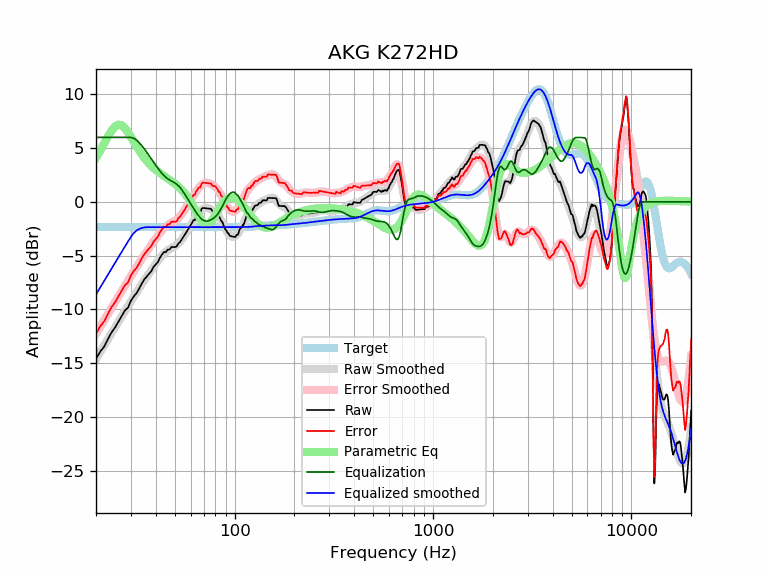 AKG K272HD
10
5
0
−5
−10
−15
−20
−25
Amplitude (dBr)
Target
Raw Smoothed
Error Smoothed
Raw
Error
Parametric Eq
Equalization
Equalized smoothed
100
1000
10000
Frequency (Hz)